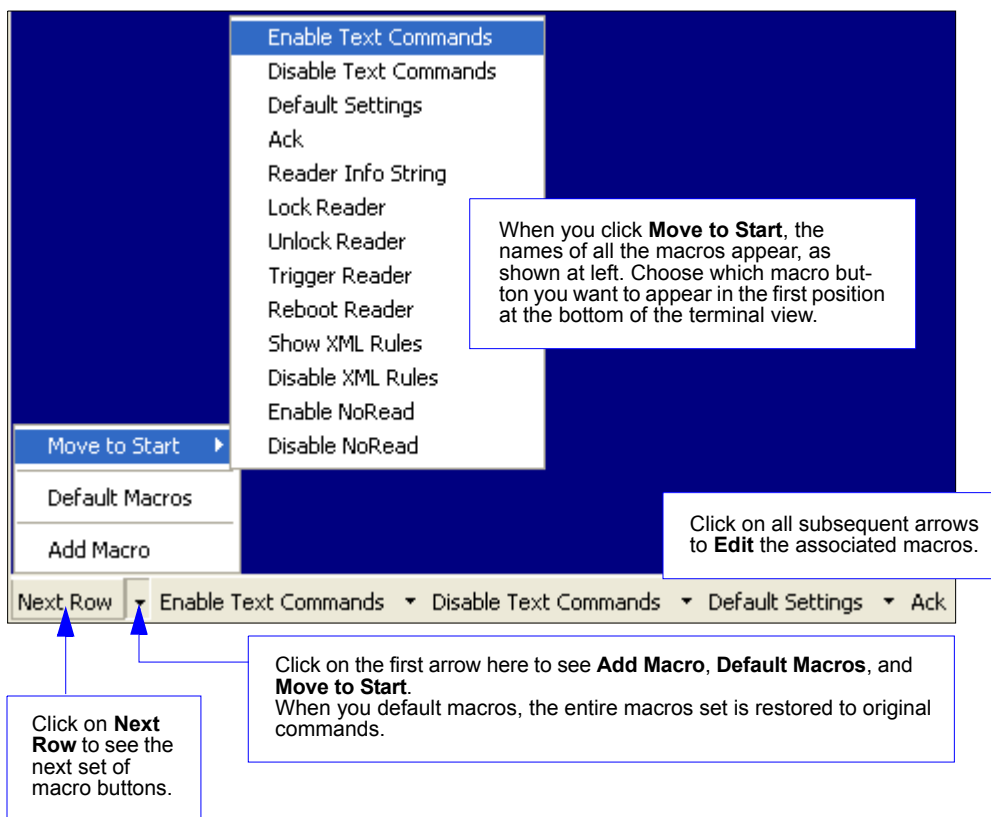 Enable Text Commands
Disable Text Commands
Default Settings
Ack
Reader Info String
Lock Reader
Unlock Reader
Trigger Reader
Reboot Reader
Show XML Rules
Disable XML Rules
Enable NoRead
Disable NoRead
When you click Move to Start, the
names of all the macros appear, as
shown at left. Choose which macro but-
ton you want to appear in the first position
at the bottom of the terminal view.
Move to Start
Default Macros
Add Macro
Click on all subsequent arrows
to Edit the associated macros.
Next Row Enable Text Commands Disable Text Commands Default Settings Ack
Click on the first arrow here to see Add Macro, Default Macros, and
Move to Start.
When you default macros, the entire macros set is restored to original
commands.
Click on Next
Row to see the
next set of
macro buttons.